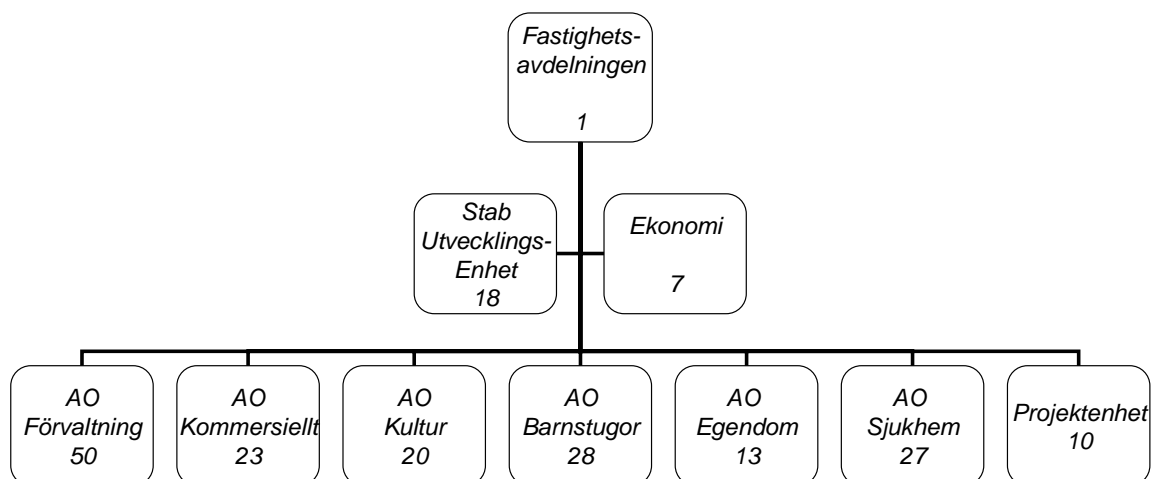 Fastighets-
avdelningen
1
Stab
Utvecklings-
Enhet
18
Ekonomi
7
AO
Förvaltning
50
AO
Kommersiellt
23
AO
Kultur
20
AO
Barnstugor
28
AO
Egendom
13
AO
Sjukhem
27
Projektenhet
10